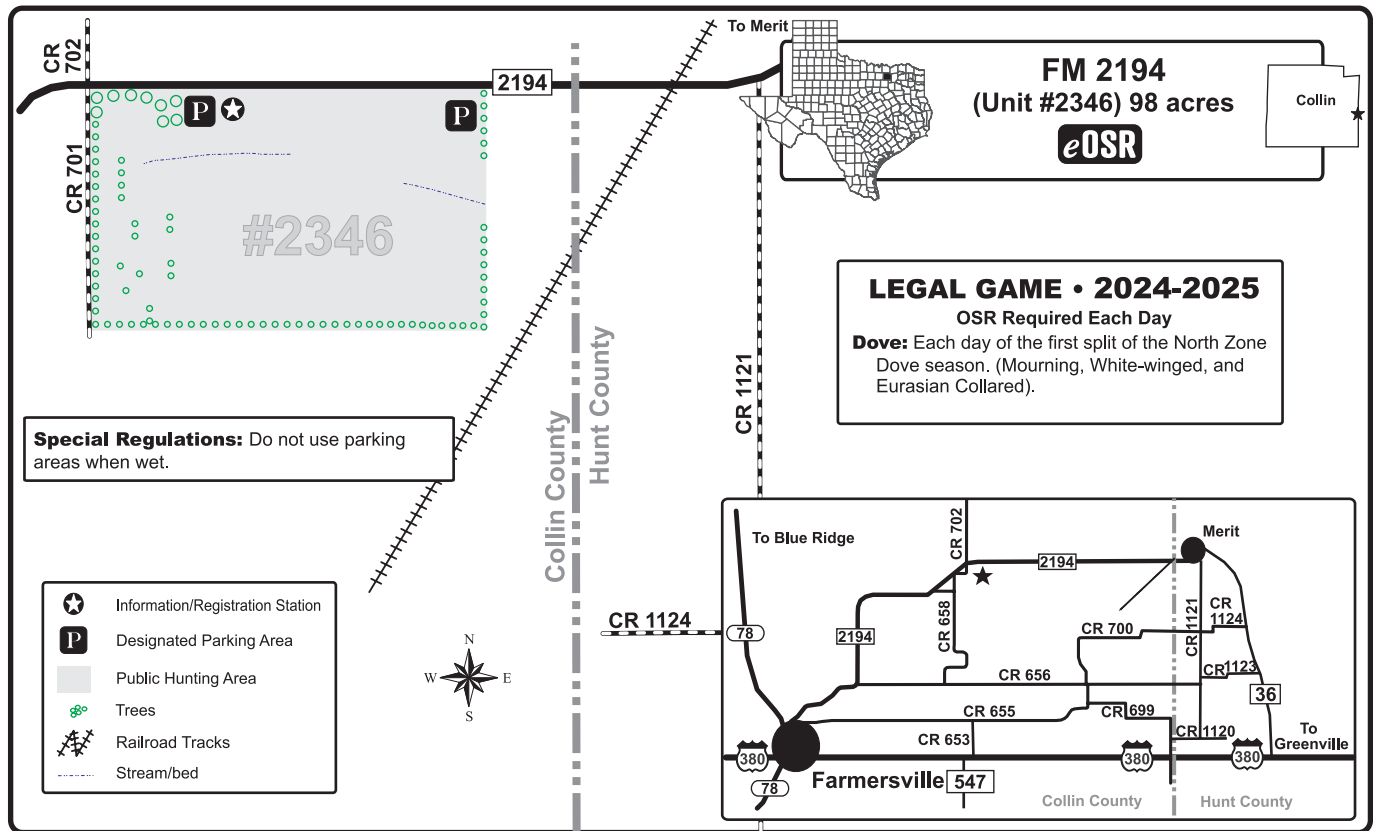 CR
702
CR 701
2194
To Merit
P
P
#2346
FM 2194
(Unit #2346) 98 acres
eOSR
Collin
LEGAL GAME • 2024-2025
OSR Required Each Day
Dove: Each day of the first split of the North Zone
Dove season. (Mourning, White-winged, and
Eurasian Collared).
Special Regulations: Do not use parking
areas when wet.
Collin County
Hunt County
CR 1121
CR 1124
Information/Registration Station
P
Designated Parking Area
Public Hunting Area
Trees
Railroad Tracks
Stream/bed
N
W
E
S
To Blue Ridge
CR 702
Merit
2194
78
2194
CR 658
CR 700
CR 1121
CR
1124
CR 1123
CR 656
36
CR 655
CR 699
CR 653
CR 1120
To
Greenville
380
380
380
Farmersville
547
78
Collin County
Hunt County